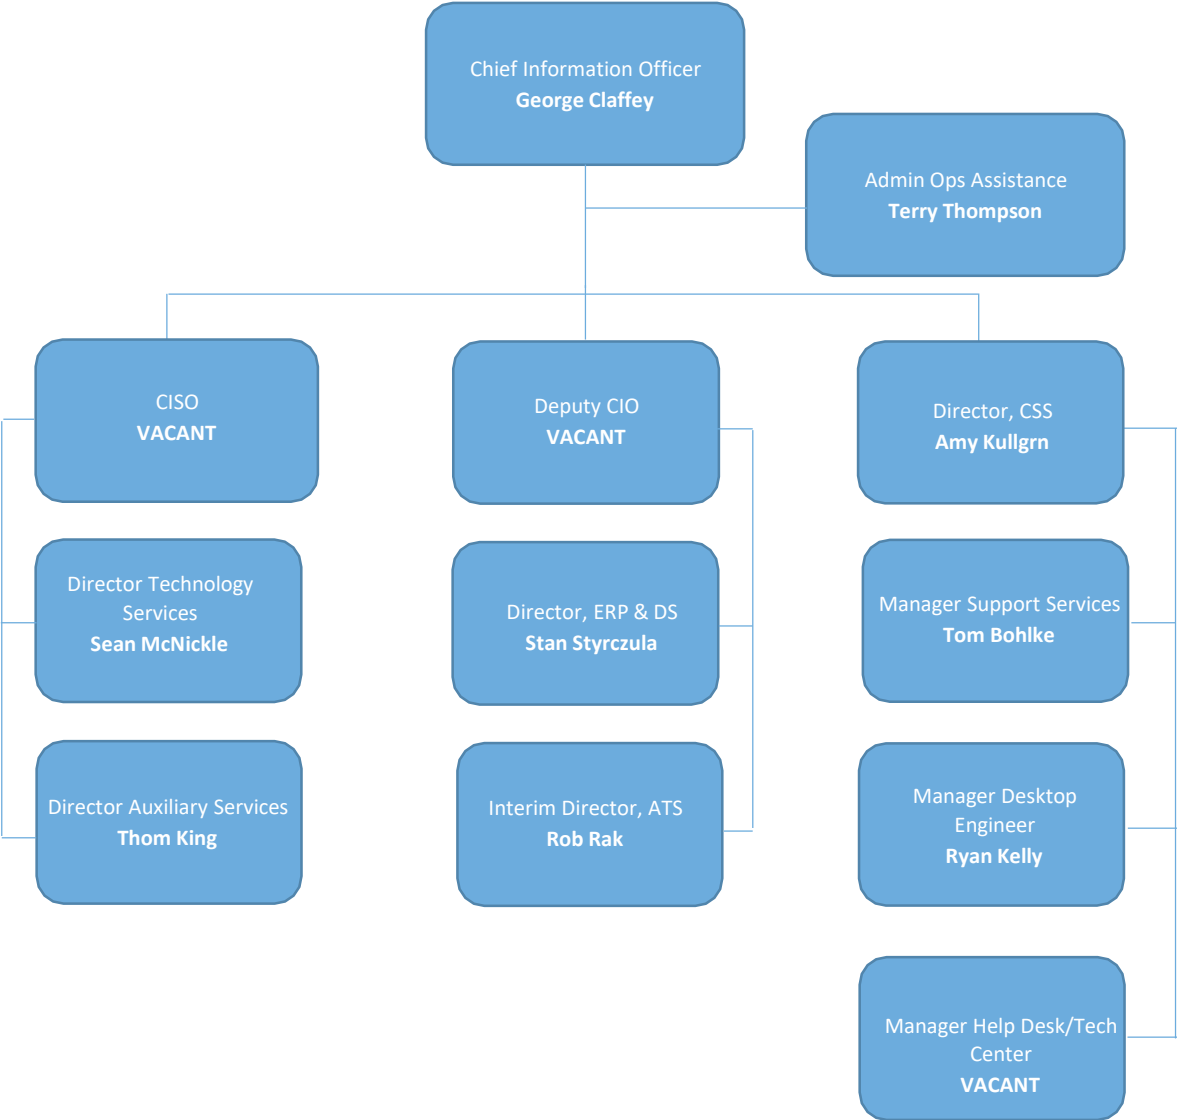 Chief Information Officer
George Claffey
Admin Ops Assistance
Terry Thompson
CISO
VACANT
Deputy CIO
VACANT
Director, CSS
Amy Kullgrn
Director Technology
Services
Sean McNickle
Director, ERP & DS
Stan Styrczula
Manager Support Services
Tom Bohlke
Director Auxiliary Services
Thom King
Interim Director, ATS
Rob Rak
Manager Desktop
Engineer
Ryan Kelly
Manager Help Desk/Tech
Center
VACANT